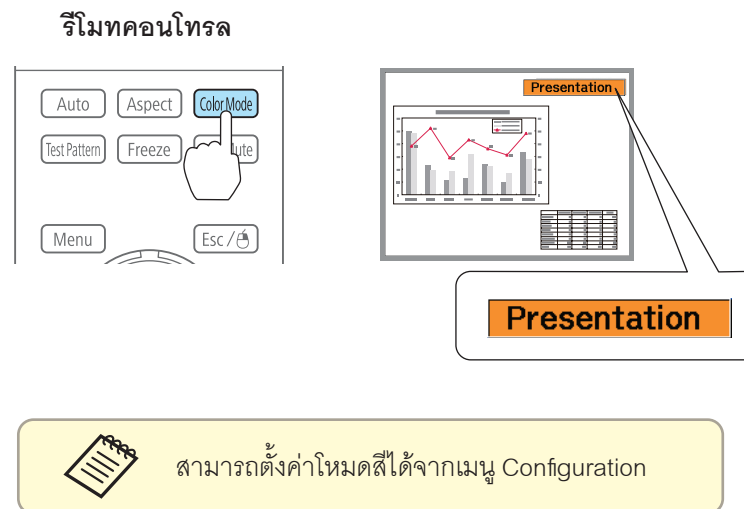 รีโมทคอนโทรล
Auto
Aspect
Color Mode
Test Pattern
Freeze
ute
Menu
Esc /
Presentation
Presentation
สามารถตั้งค่าโหมดสีได้จากเมนู Configuration